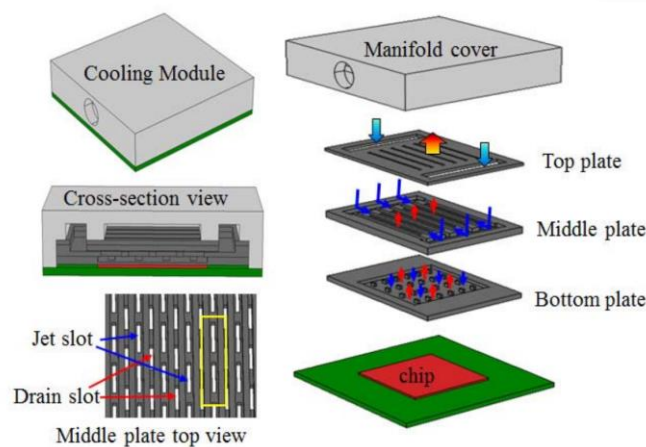 Cooling Module
Manifold cover
Top plate
Cross-section view
Middle plate
Bottom plate
Jet slot
Drain slot
chip
Middle plate top view